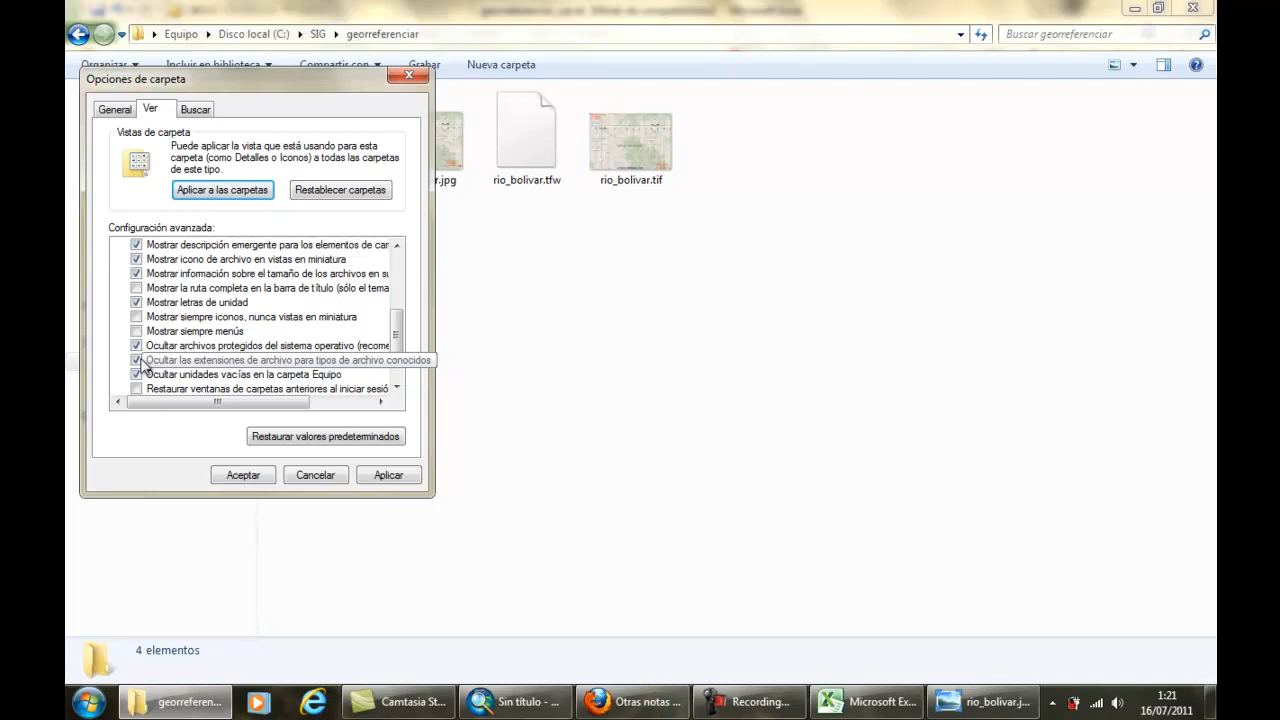 Equipo ▸ Disco local (C:) ▸ SIG ▸ georreferenciar
Buscar georreferenciar
Organizar
Incluir en biblioteca
Compartir con
Grabar
Nueva carpeta
Opciones de carpeta
General
Ver
Buscar
Vistas de carpeta
Puede aplicar la vista que está usando para esta
carpeta (como Detalles o Iconos) a todas las carpetas
de este tipo.
Aplicar a las carpetas
Restablecer carpetas
r.jpg
rio_bolivar.tfw
rio_bolivar.tif
Configuración avanzada:
Mostrar descripción emergente para los elementos de car
Mostrar icono de archivo en vistas en miniatura
Mostrar información sobre el tamaño de los archivos en su
Mostrar la ruta completa en la barra de título (sólo el tema
Mostrar letras de unidad
Mostrar siempre iconos, nunca vistas en miniatura
Mostrar siempre menús
Ocultar archivos protegidos del sistema operativo (recome
Ocultar las extensiones de archivo para tipos de archivo conocidos
Ocultar unidades vacías en la carpeta Equipo
Restaurar ventanas de carpetas anteriores al iniciar sesió
Restaurar valores predeterminados
Aceptar
Cancelar
Aplicar
4 elementos
georreferen...
Camtasia St...
Sin título - ...
Otras notas ...
Recording...
Microsoft Ex...
rio_bolivar.j...
1:21
16/07/2011